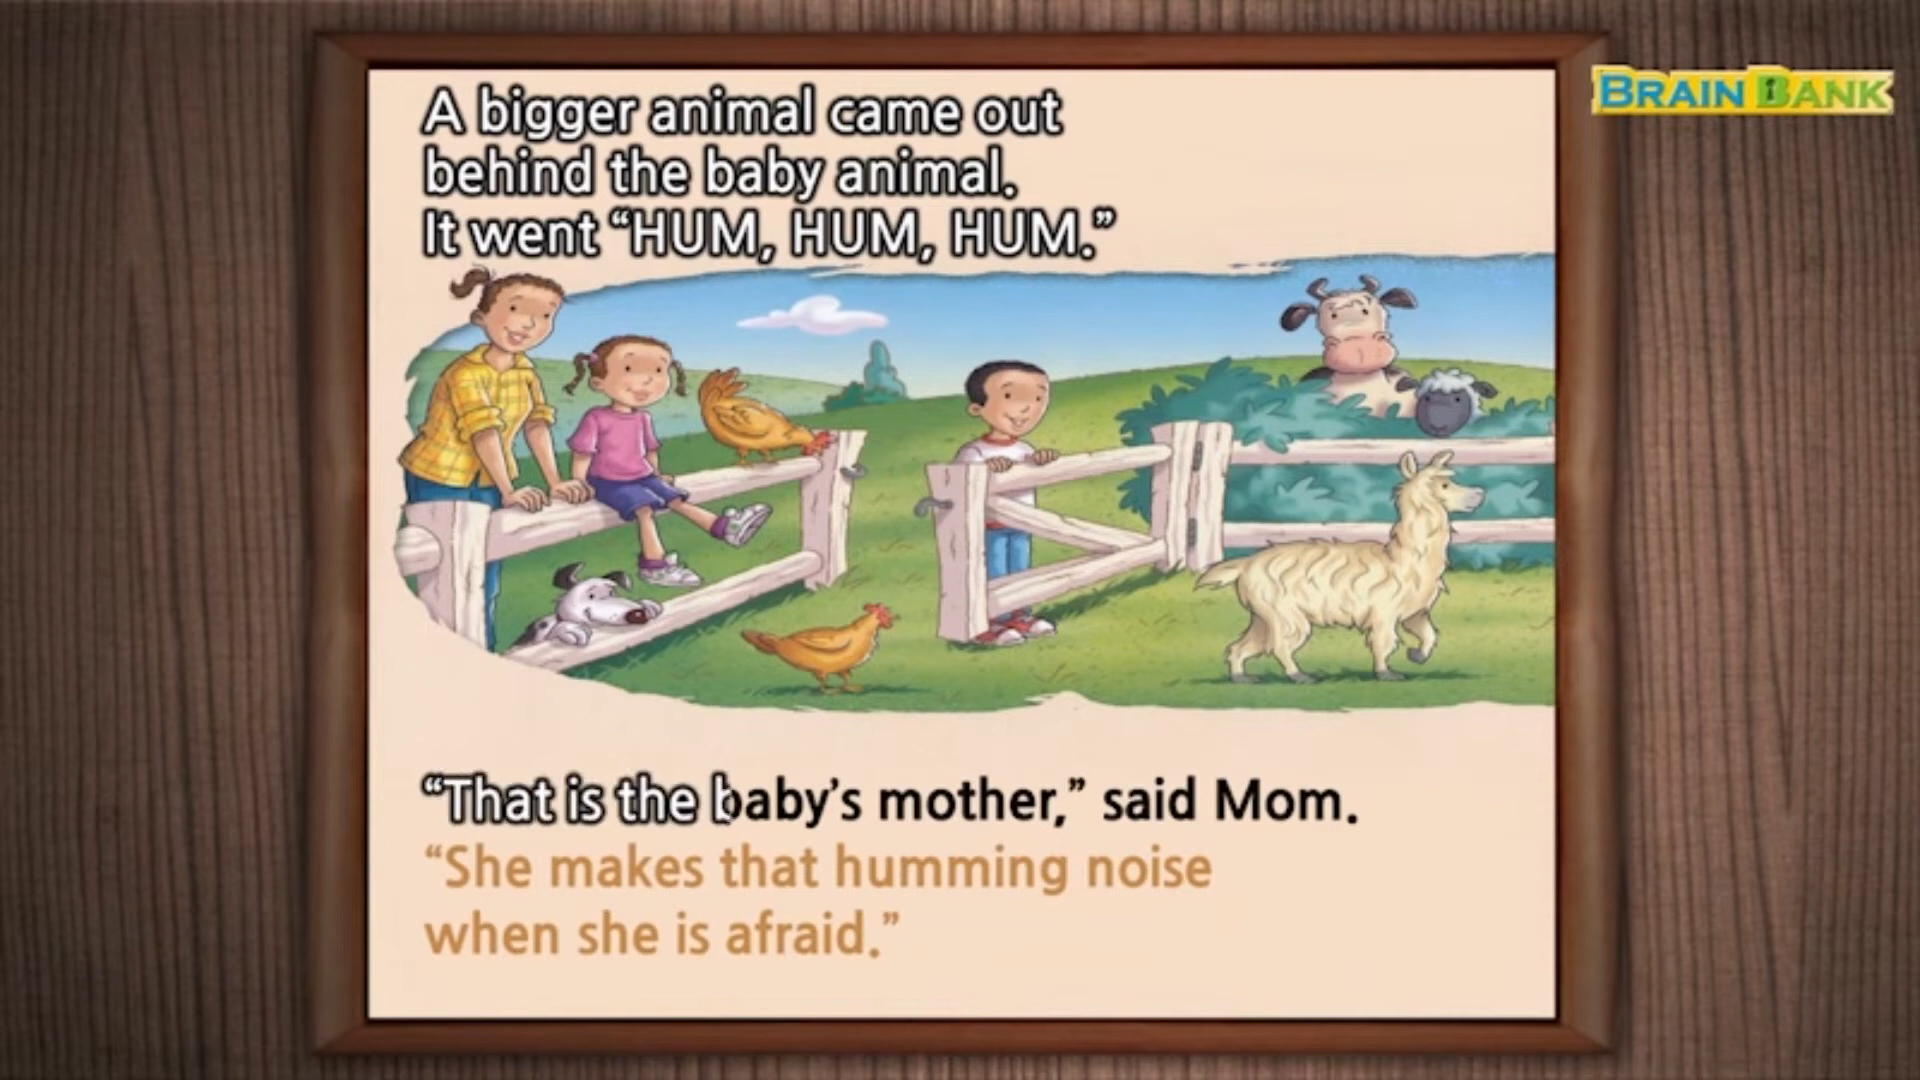 A bigger animal came out
behind the baby animal.
It went “HUM, HUM, HUM.”
BRAIN BANK
“That is the baby’s mother,” said Mom.
“She makes that humming noise
when she is afraid.”